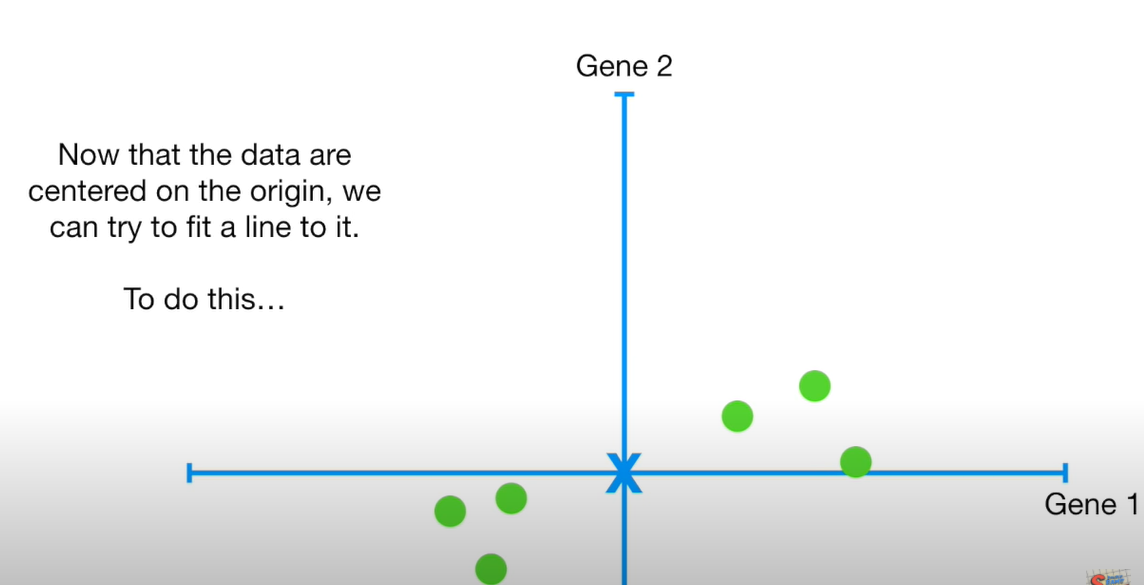 Gene 2
Now that the data are
centered on the origin, we
can try to fit a line to it.
To do this…
X
Gene 1